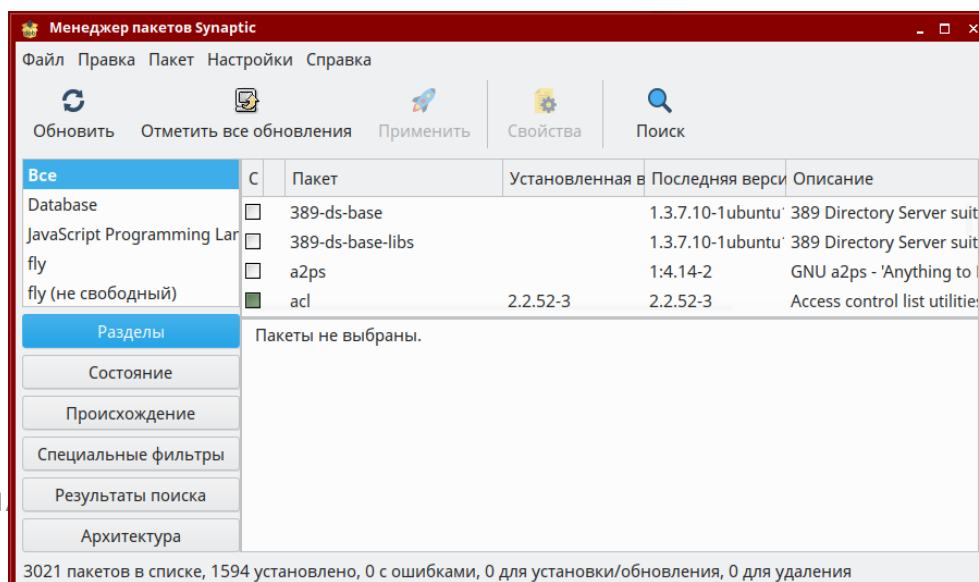 Менеджер пакетов Synaptic
Файл Правка Пакет Настройки Справка
Обновить Отметить все обновления Применить Свойства Поиск
Все
Database
JavaScript Programming Lan
fly
fly (не свободный)
Разделы
Состояние
Происхождение
Специальные фильтры
Результаты поиска
Архитектура
С Пакет Установленная в Последняя верси Описание
389-ds-base 1.3.7.10-1ubuntu1 389 Directory Server suit
389-ds-base-libs 1.3.7.10-1ubuntu1 389 Directory Server suit
a2ps 1:4.14-2 GNU a2ps - 'Anything to
acl 2.2.52-3 2.2.52-3 Access control list utilities
Пакеты не выбраны.
3021 пакетов в списке, 1594 установлено, 0 с ошибками, 0 для установки/обновления, 0 для удаления